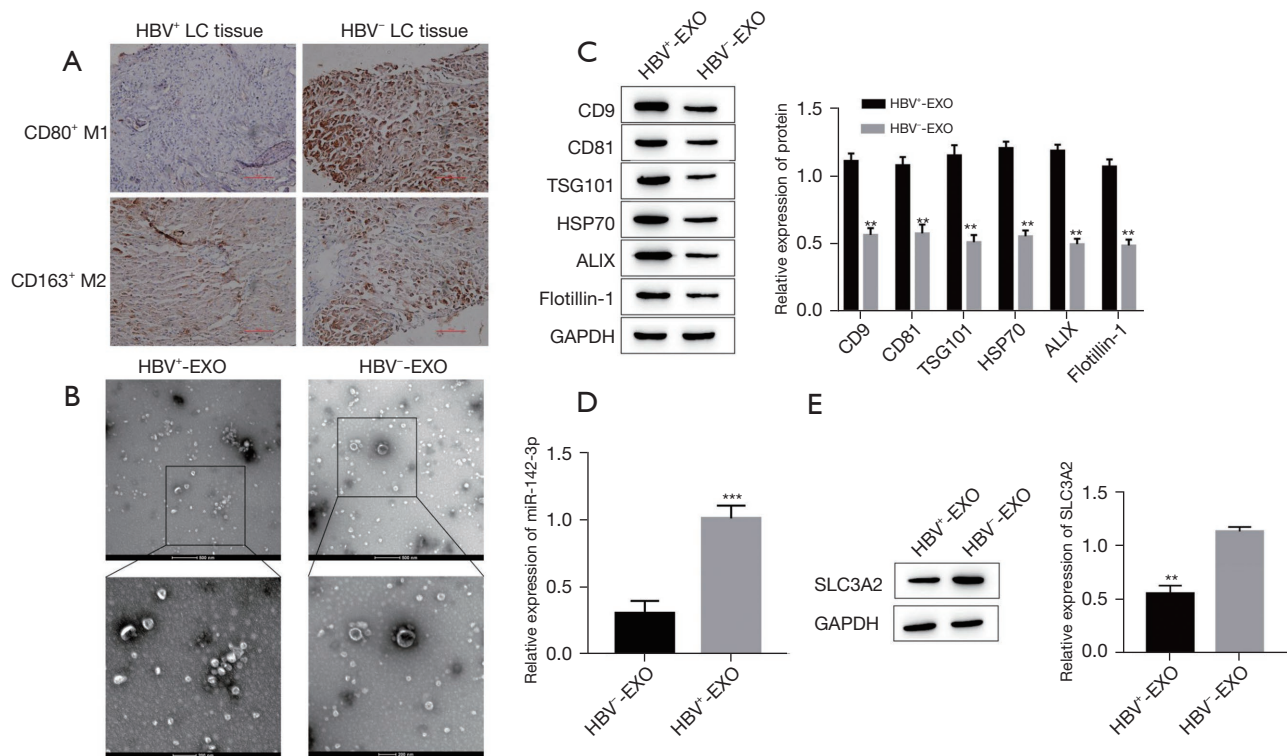 A
HBV⁺ LC tissue
HBV⁻ LC tissue
CD80⁺ M1
CD163⁺ M2
B
HBV⁺-EXO
HBV⁻-EXO
C
HBV⁺-EXO
HBV⁻-EXO
CD9
CD81
TSG101
HSP70
ALIX
Flotillin-1
GAPDH
HBV⁺-EXO
HBV⁻-EXO
Relative expression of protein
1.5
1.0
0.5
0.0
**
**
**
**
**
**
CD9
CD81
TSG101
HSP70
ALIX
Flotillin-1
D
Relative expression of miR-142-3p
1.5
1.0
0.5
0.0
***
HBV⁻-EXO
HBV⁺-EXO
E
HBV⁺-EXO
HBV⁻-EXO
SLC3A2
GAPDH
Relative expression of SLC3A2
1.5
1.0
0.5
0.0
**
HBV⁺-EXO
HBV⁻-EXO